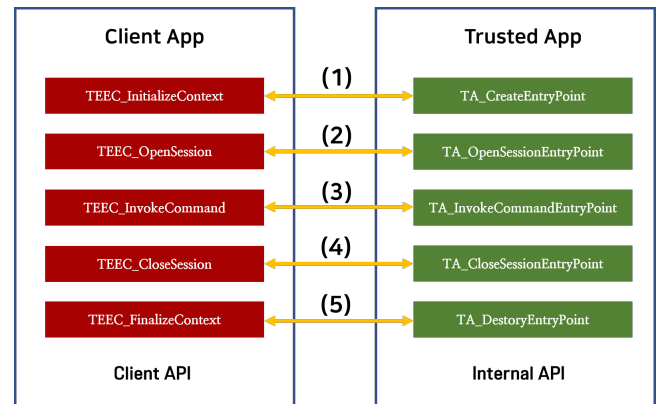 Client App
Trusted App
TEEC_InitializeContext
(1)
TA_CreateEntryPoint
TEEC_OpenSession
(2)
TA_OpenSessionEntryPoint
TEEC_InvokeCommand
(3)
TA_InvokeCommandEntryPoint
TEEC_CloseSession
(4)
TA_CloseSessionEntryPoint
TEEC_FinalizeContext
(5)
TA_DestoryEntryPoint
Client API
Internal API